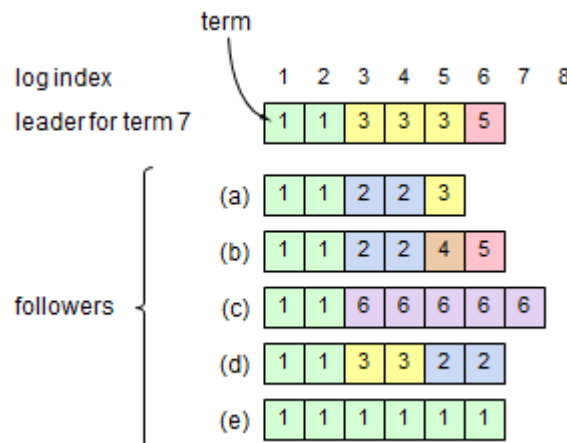 term
log index 1 2 3 4 5 6 7 8
leader for term 7 1 1 3 3 3 5
(a) 1 1 2 2 3
(b) 1 1 2 2 4 5
followers (c) 1 1 6 6 6 6 6
(d) 1 1 3 3 2 2
(e) 1 1 1 1 1 1